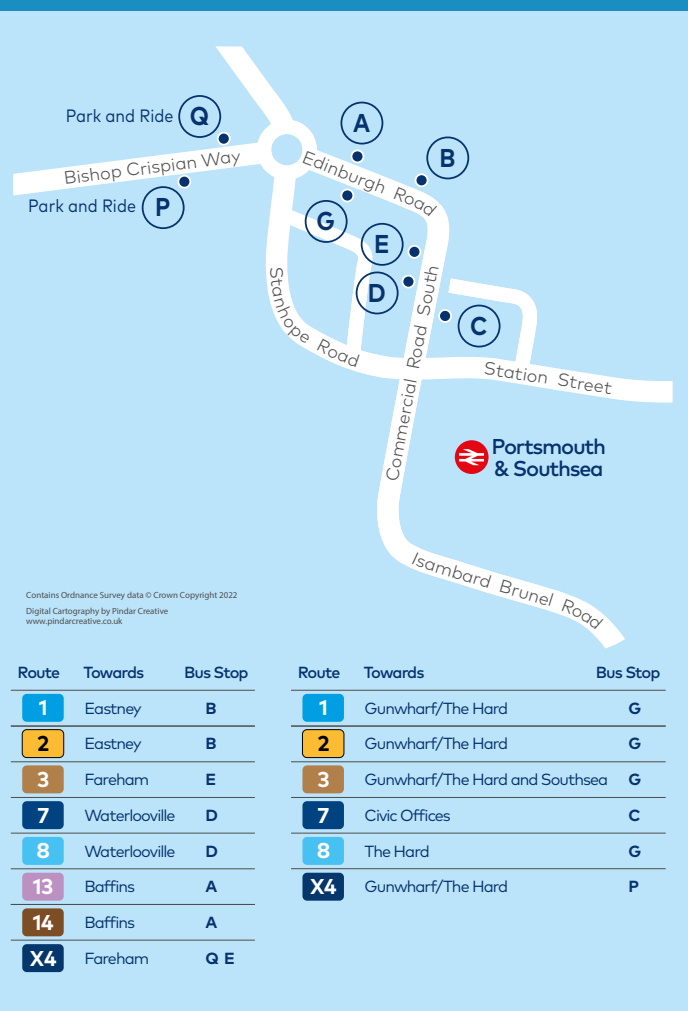 Park and Ride Q
A
B
Bishop Crispian Way
Edinburgh Road
Park and Ride P
G
E
D
C
Stanhope Road
Commercial Road South
Station Street
Portsmouth
& Southsea
Isambard Brunel Road
Contains Ordnance Survey data © Crown Copyright 2022
Digital Cartography by Pindar Creative
www.pindarcreative.co.uk
Route Towards Bus Stop
1 Eastney B
2 Eastney B
3 Fareham E
7 Waterlooville D
8 Waterlooville D
13 Baffins A
14 Baffins A
X4 Fareham Q E
Route Towards Bus Stop
1 Gunwharf/The Hard G
2 Gunwharf/The Hard G
3 Gunwharf/The Hard and Southsea G
7 Civic Offices C
8 The Hard G
X4 Gunwharf/The Hard P